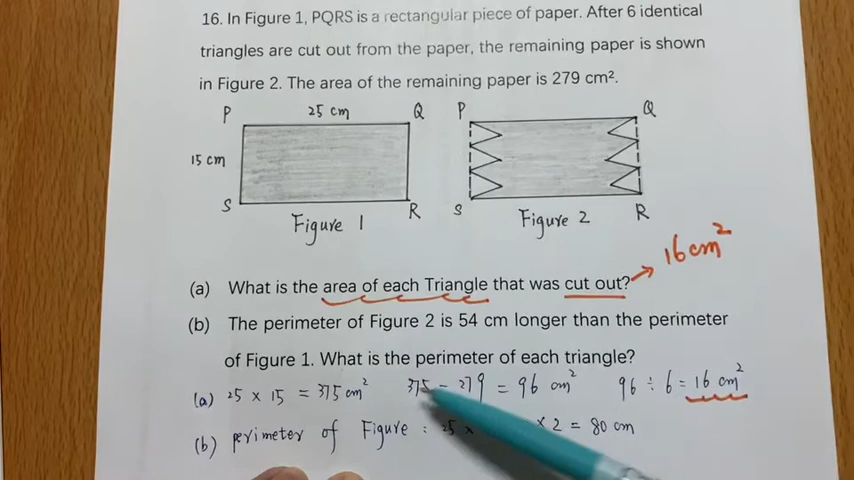 16. In Figure 1, PQRS is a rectangular piece of paper. After 6 identical
triangles are cut out from the paper, the remaining paper is shown
in Figure 2. The area of the remaining paper is 279 cm².
P 25 cm Q P Q
15 cm
S R S R
Figure 1 Figure 2
16cm²
(a) What is the area of each Triangle that was cut out?
(b) The perimeter of Figure 2 is 54 cm longer than the perimeter
of Figure 1. What is the perimeter of each triangle?
(a) 25 × 15 = 375 cm² 375 - 279 = 96 cm² 96 ÷ 6 = 16 cm²
(b) perimeter of Figure : 25 × × 2 = 80 cm